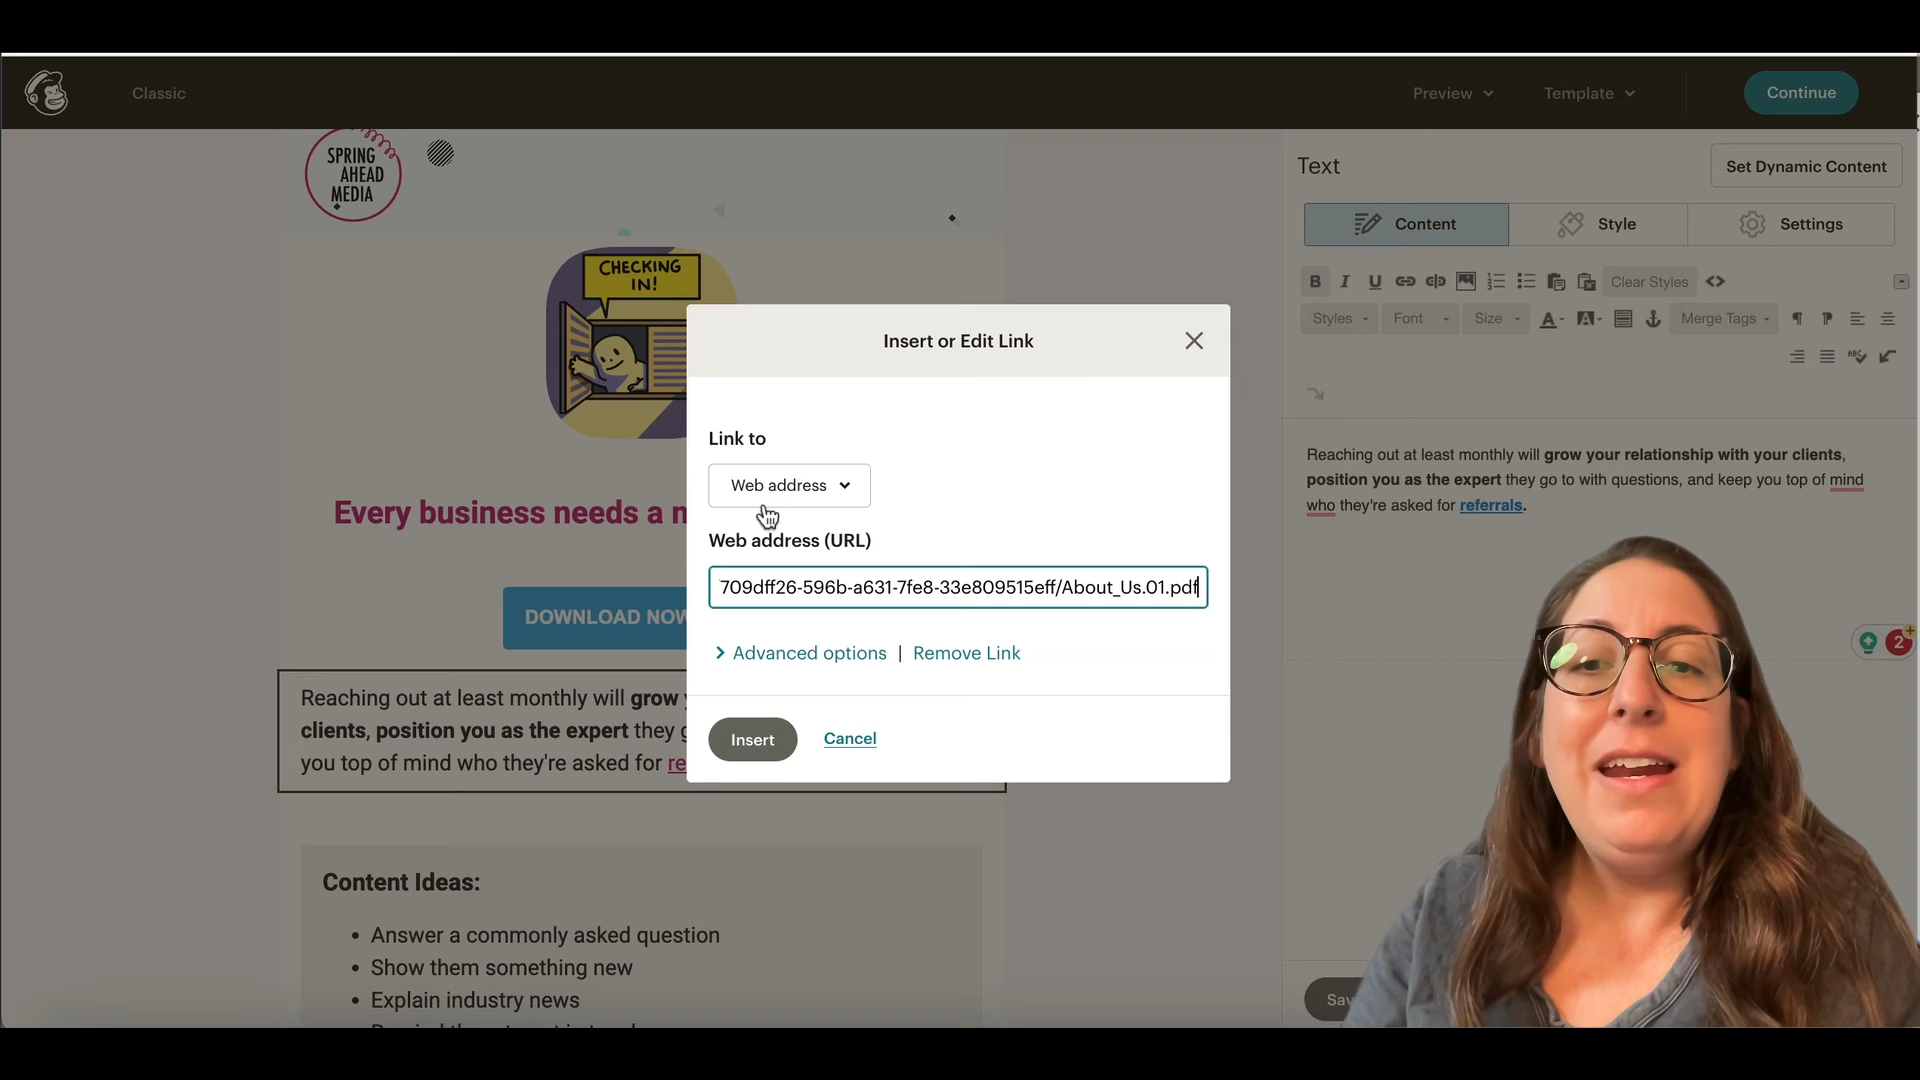 Classic
Preview
Template
Continue
SPRING
AHEAD
MEDIA
CHECKING
IN!
Every business needs a
DOWNLOAD NOW
Reaching out at least monthly will grow
clients, position you as the expert they
you top of mind who they're asked for
Content Ideas:
• Answer a commonly asked question
• Show them something new
• Explain industry news
Insert or Edit Link
Link to
Web address
Web address (URL)
709dff26-596b-a631-7fe8-33e809515eff/About_Us.01.pdf
Advanced options | Remove Link
Insert
Cancel
Text
Set Dynamic Content
Content
Style
Settings
B I U
Clear Styles
Styles
Font
Size
A
A
Merge Tags
ABC
Reaching out at least monthly will grow your relationship with your clients,
position you as the expert they go to with questions, and keep you top of mind
who they're asked for referrals.
2